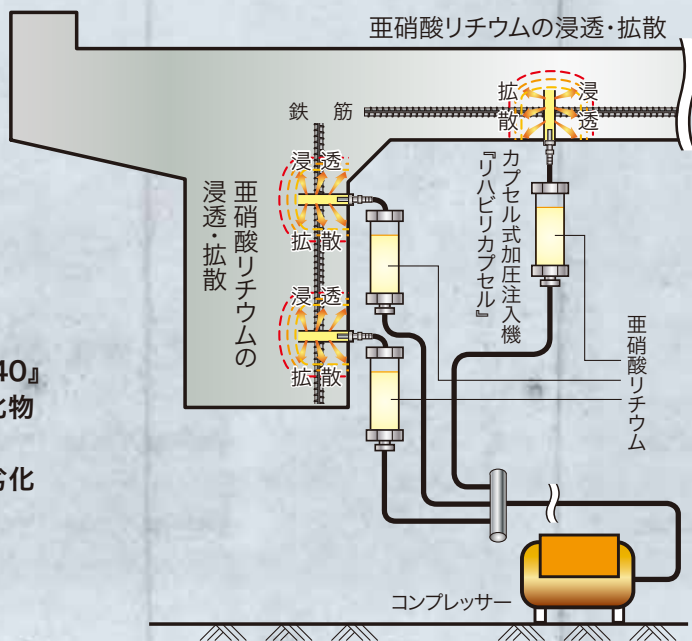 亜硝酸リチウムの浸透・拡散
拡
浸
散
透
鉄筋
浸透
拡散
亜硝酸リチウムの
浸透・拡散
浸透
拡散
カプセル式加圧注入機
『リハビリカプセル』
亜硝酸リチウム
40』
化物
劣化
コンプレッサー